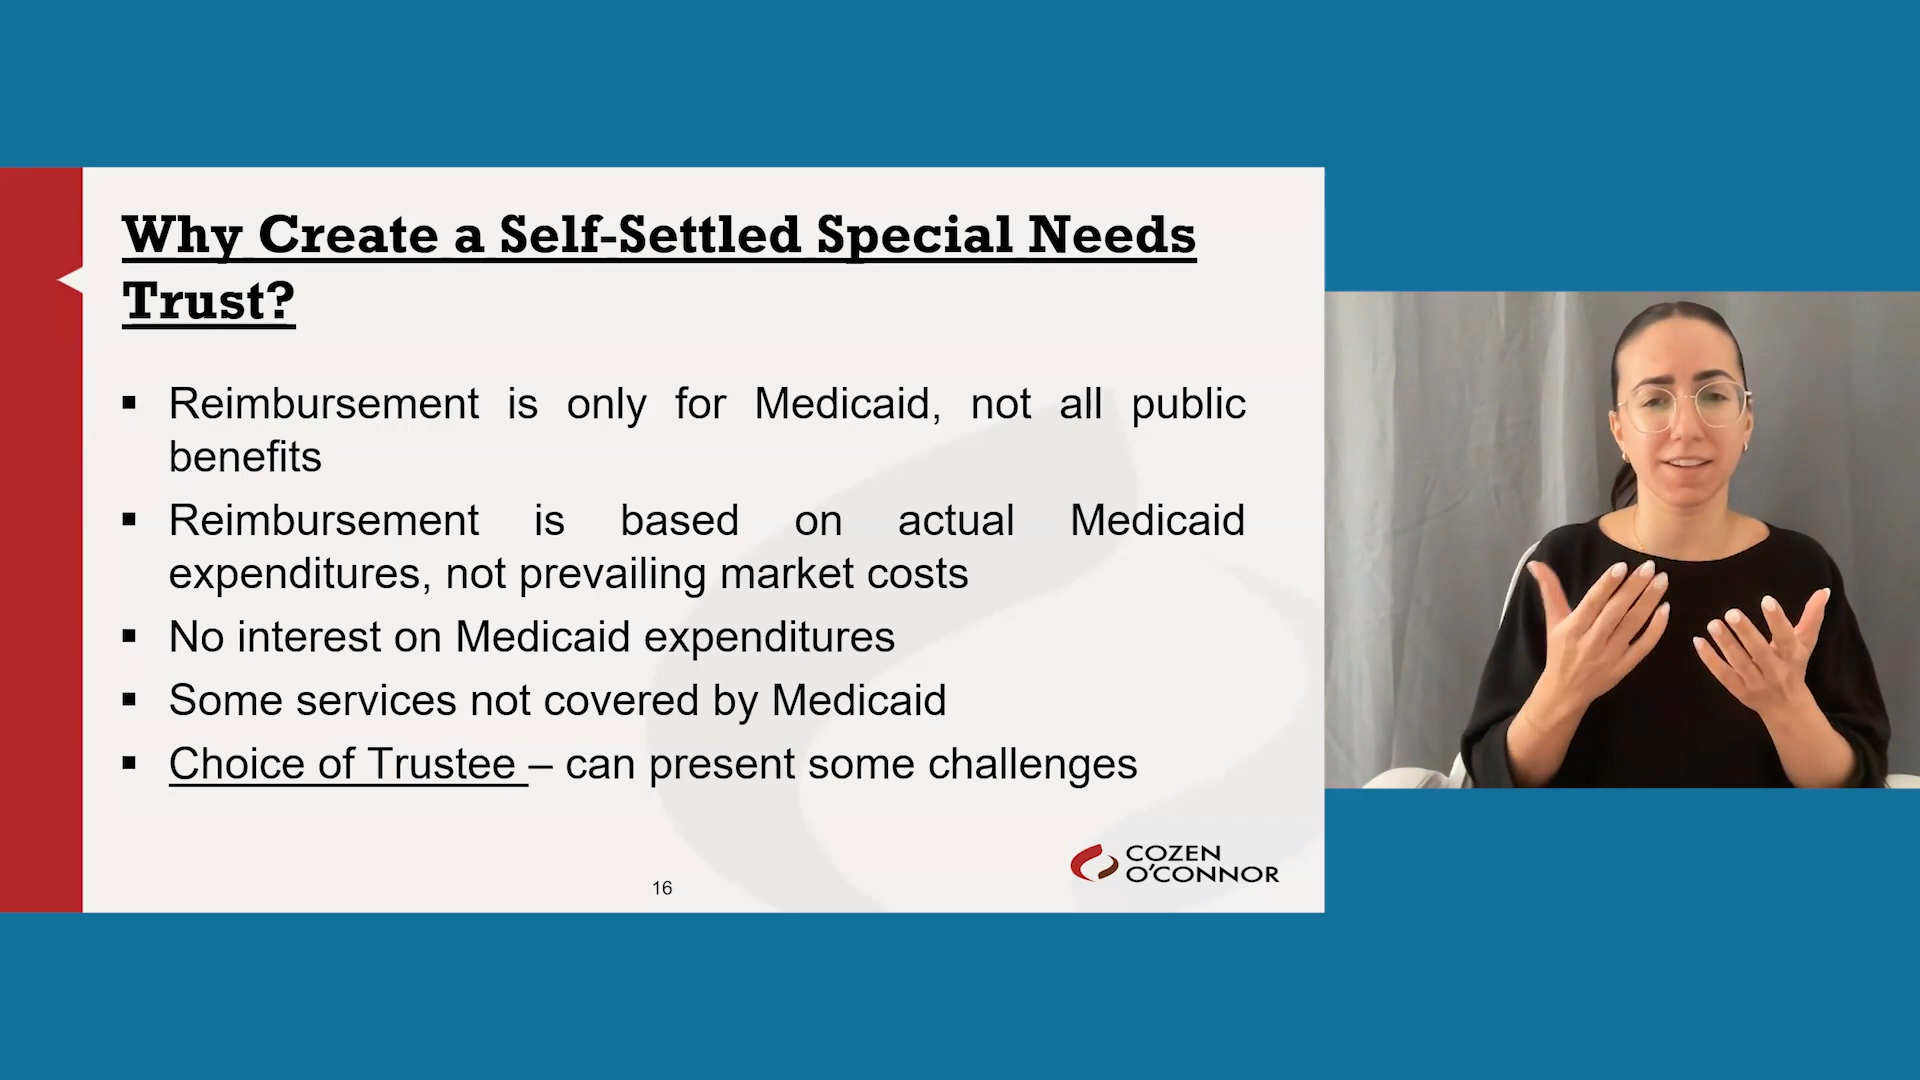 Why Create a Self-Settled Special Needs
Trust?
▪ Reimbursement is only for Medicaid, not all public
benefits
▪ Reimbursement is based on actual Medicaid
expenditures, not prevailing market costs
▪ No interest on Medicaid expenditures
▪ Some services not covered by Medicaid
▪ Choice of Trustee – can present some challenges
COZEN
O'CONNOR
16